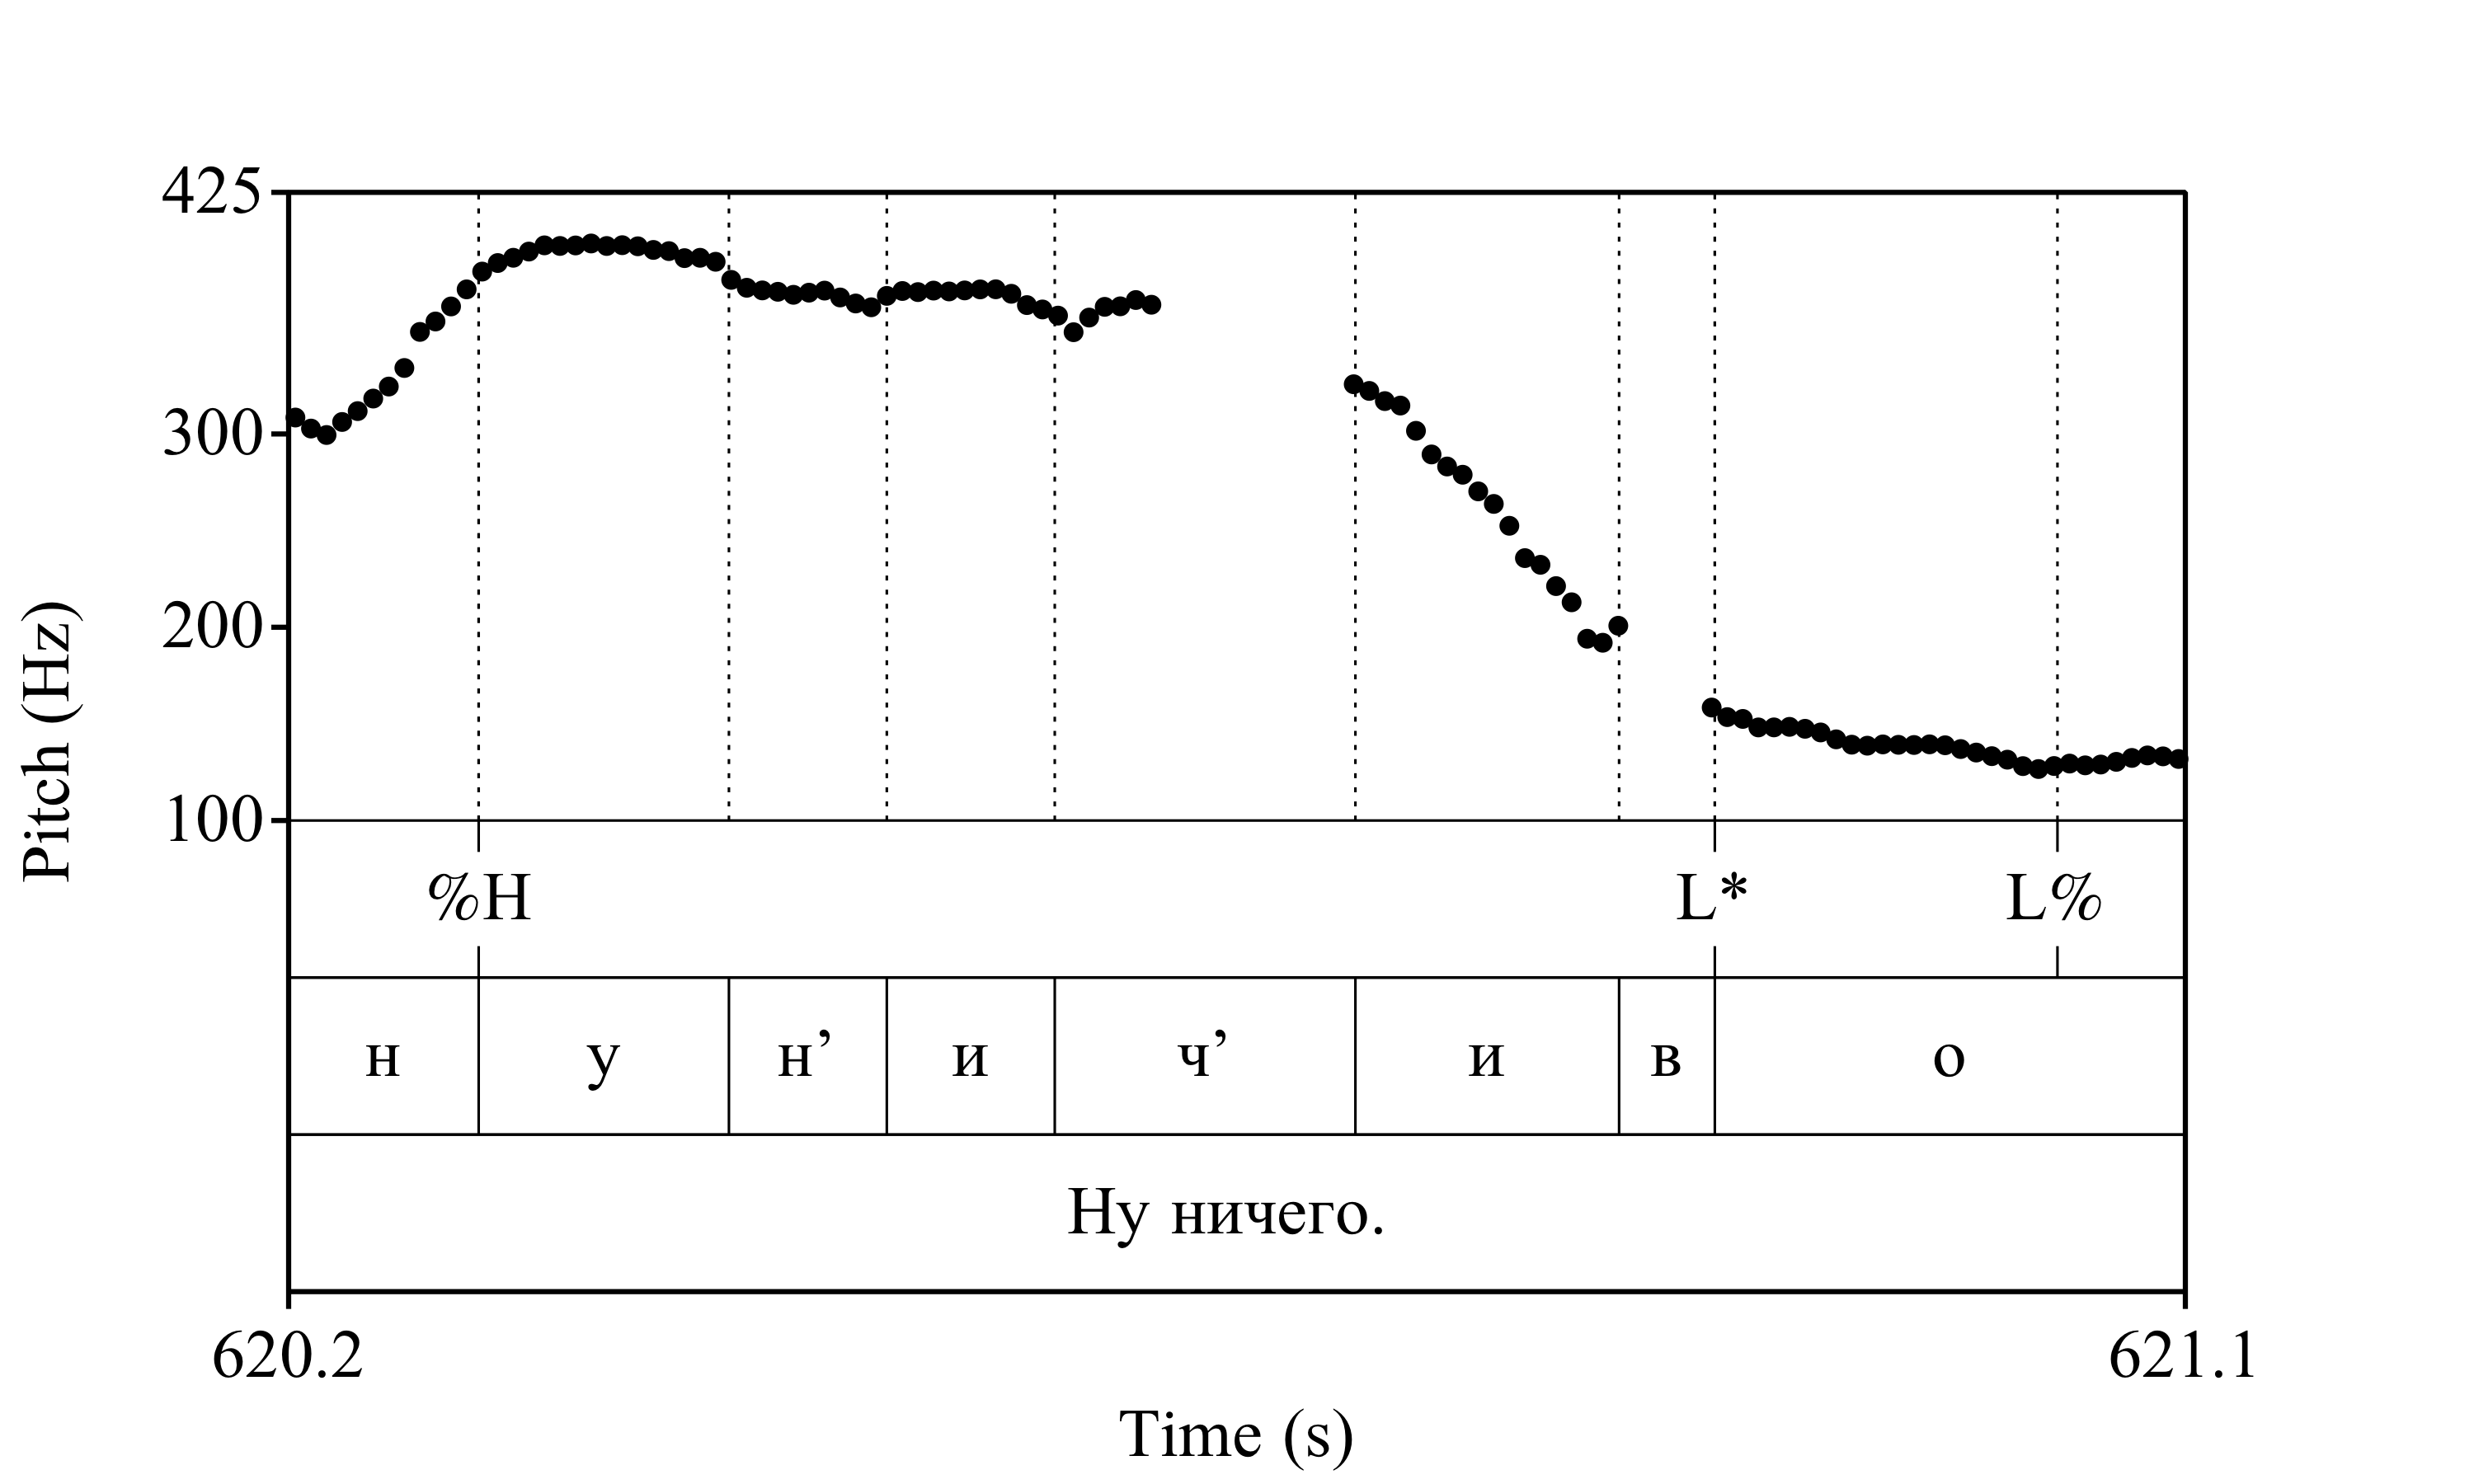 425
300
200
100
Pitch (Hz)
%H L* L%
н у н’ и ч’ и в о
Ну ничего.
620.2 621.1
Time (s)